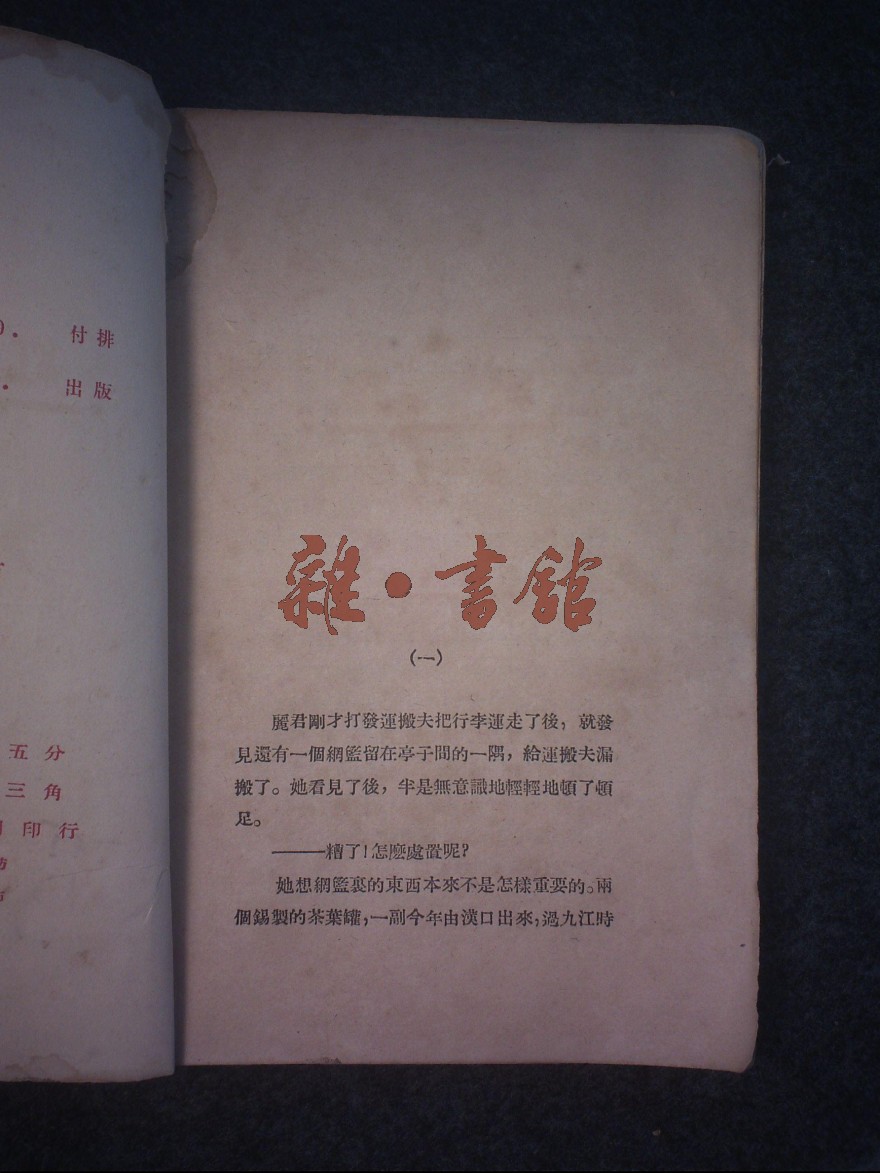 付排
出版
五分
三角
印行
雜・書館
(一)
麗君剛才打發運搬夫把行李運走了後，就發
見還有一個網籃留在亭于間的一隅，給運搬夫漏
搬了。她看見了後，半是無意識地輕輕地頓了頓
足。
———糟了！怎麽處置呢？
她想網籃裏的東西本來不是怎樣重要的。兩
個錫製的茶葉罐，一副今年由漢口出來，過九江時